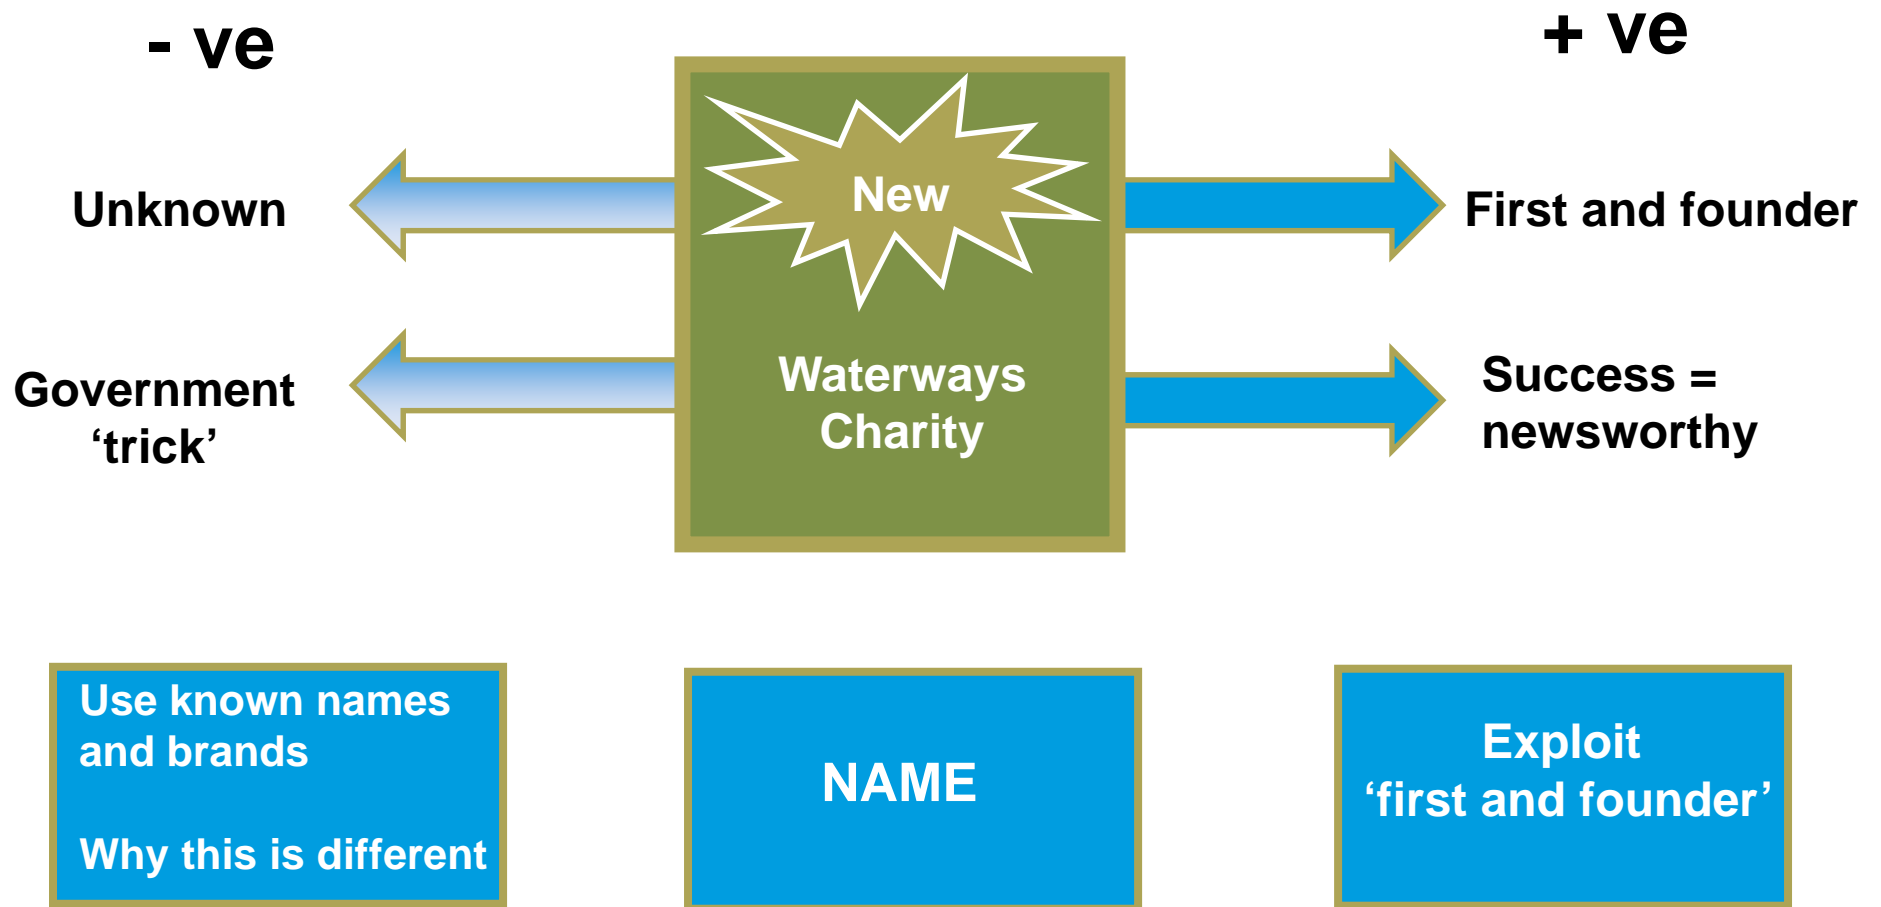 - ve
+ ve
New
Unknown
First and founder
Government
‘trick’
Waterways
Charity
Success =
newsworthy
Use known names
and brands
Why this is different
NAME
Exploit
‘first and founder’